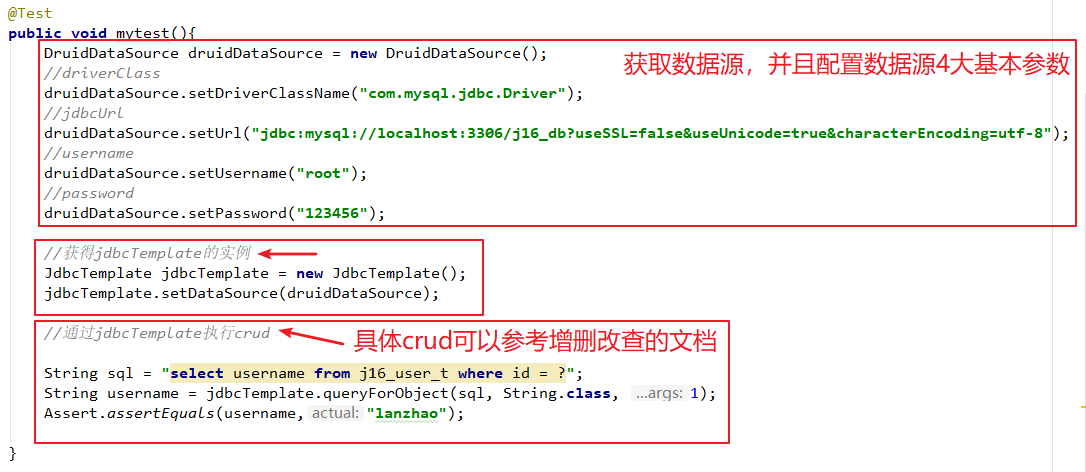 @Test
public void mytest(){
DruidDataSource druidDataSource = new DruidDataSource();
获取数据源，并且配置数据源4大基本参数
//driverClass
druidDataSource.setDriverClassName("com.mysql.jdbc.Driver");
//jdbcUrl
druidDataSource.setUrl("jdbc:mysql://localhost:3306/j16_db?useSSL=false&useUnicode=true&characterEncoding=utf-8");
//username
druidDataSource.setUsername("root");
//password
druidDataSource.setPassword("123456");
//获得jdbcTemplate的实例
JdbcTemplate jdbcTemplate = new JdbcTemplate();
jdbcTemplate.setDataSource(druidDataSource);
//通过jdbcTemplate执行crud
具体crud可以参考增删改查的文档
String sql = "select username from j16_user_t where id = ?";
String username = jdbcTemplate.queryForObject(sql, String.class, ...args: 1);
Assert.assertEquals(username, actual: "lanzhao");
}